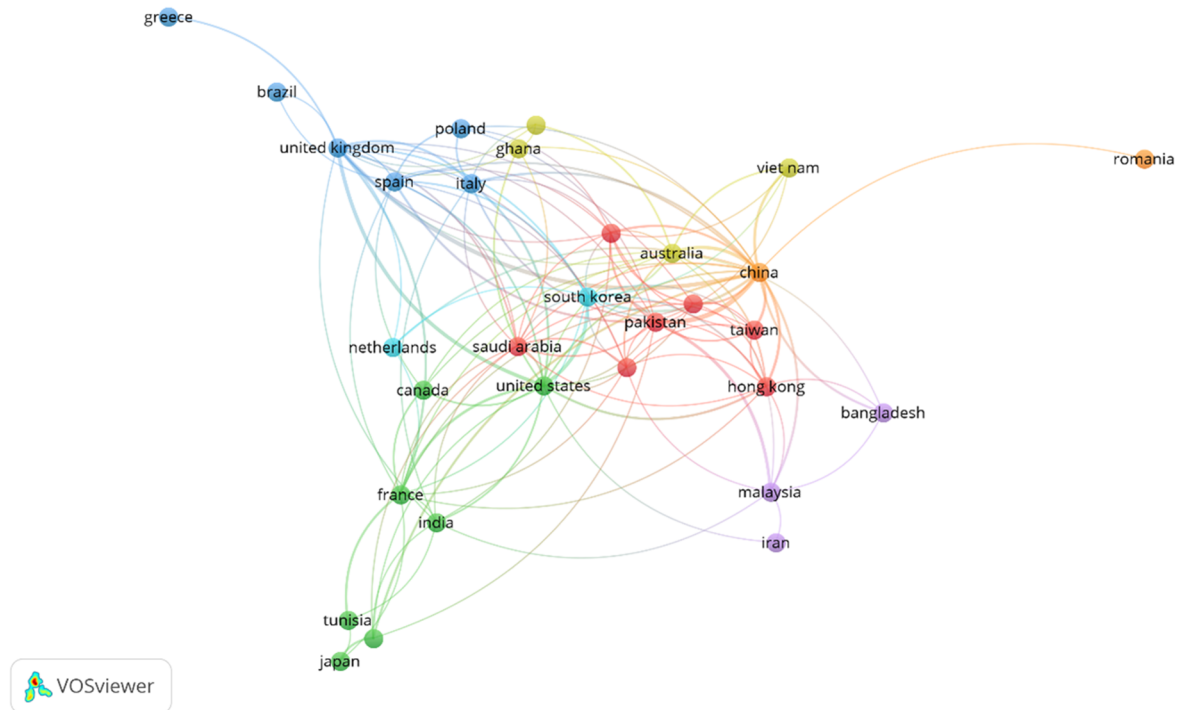 greece
brazil
united kingdom
poland
ghana
spain
italy
viet nam
romania
australia
china
south korea
pakistan
taiwan
netherlands
saudi arabia
canada
united states
hong kong
bangladesh
france
india
malaysia
iran
tunisia
japan
VOSviewer